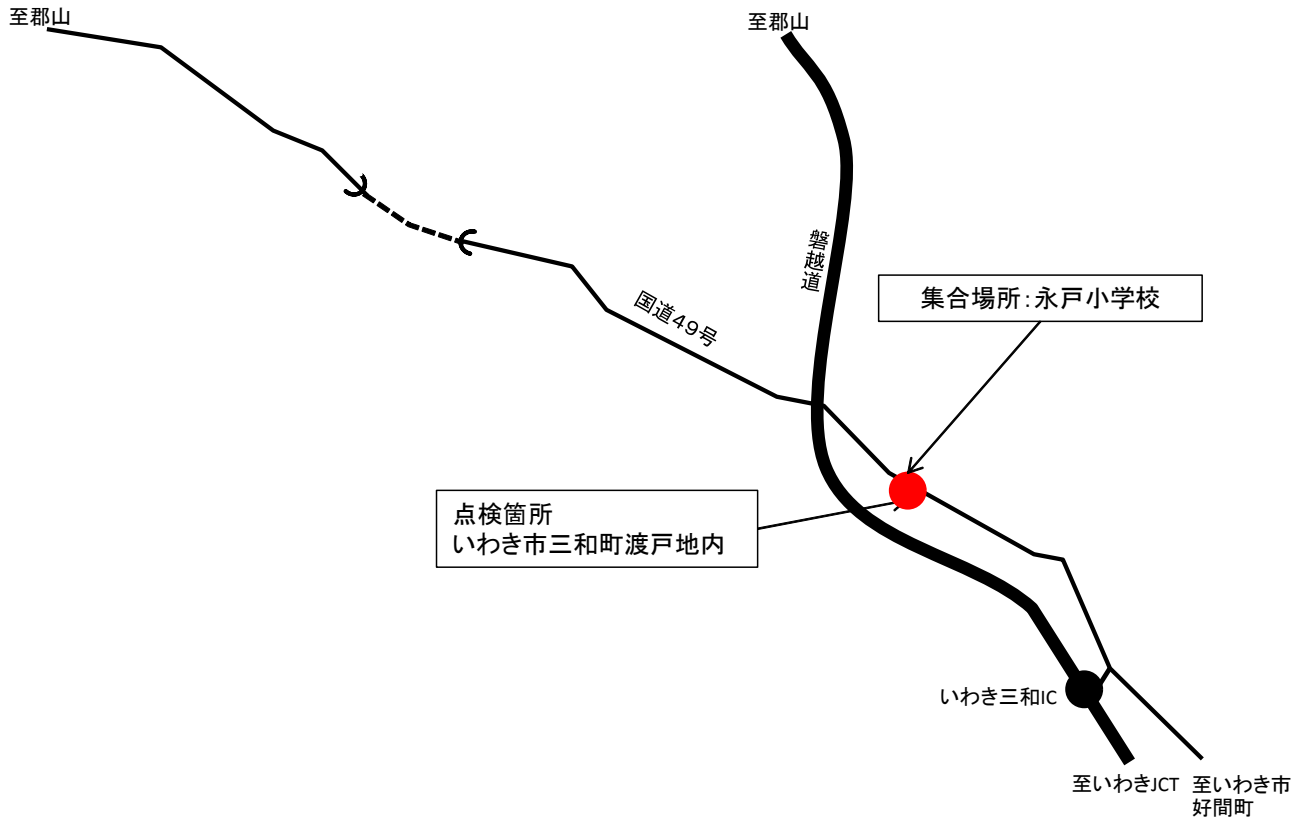 至郡山
至郡山
磐越道
集合場所：永戸小学校
国道４９号
点検箇所
いわき市三和町渡戸地内
いわき三和IC
至いわきJCT
至いわき市
好間町